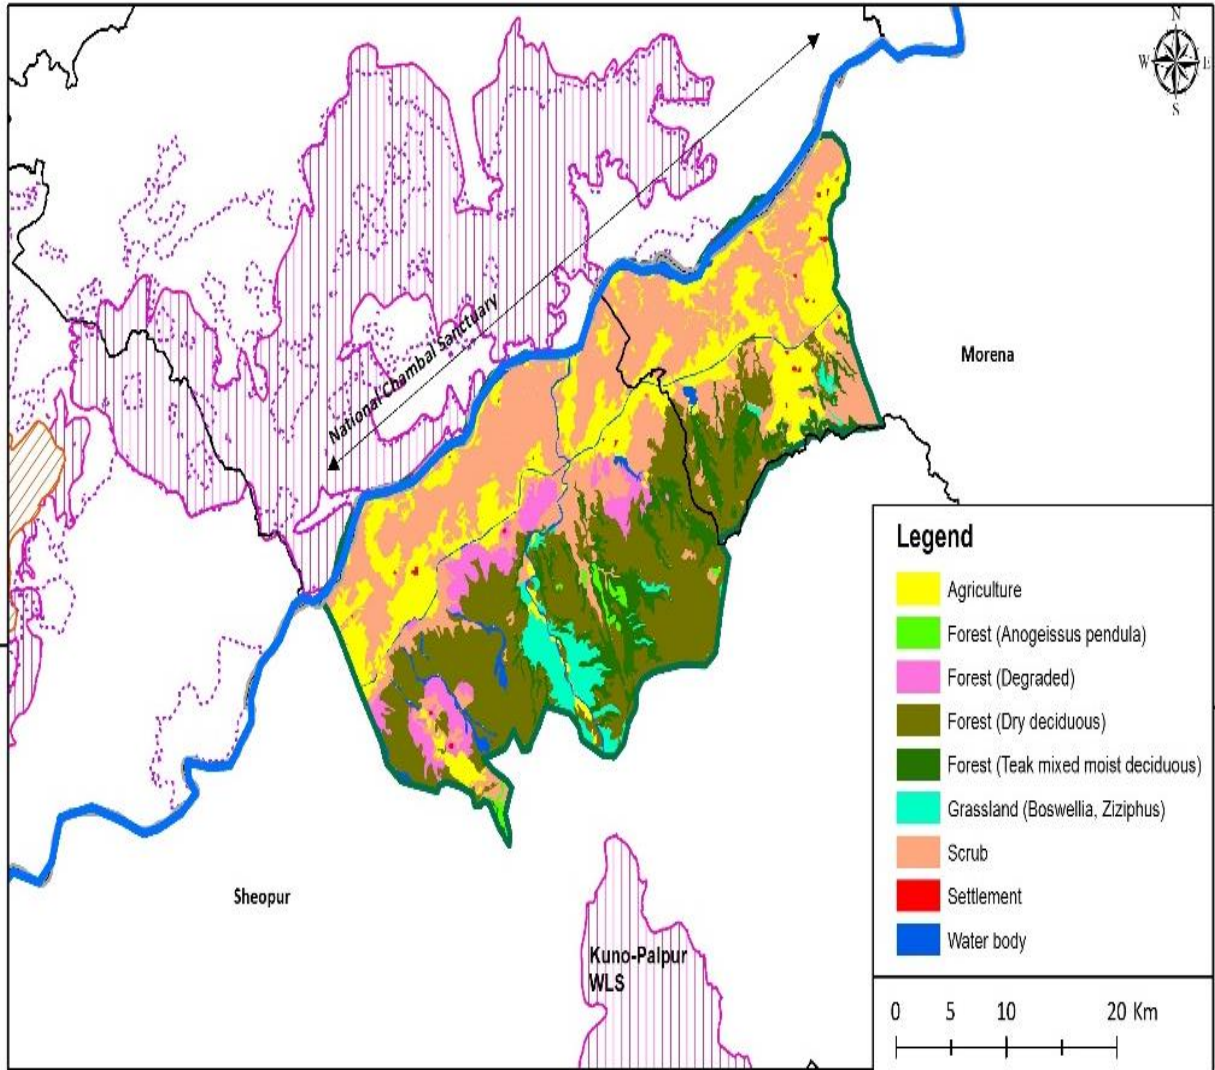 N
W E
S
National Chambal Sanctuary
Morena
Legend
Agriculture
Forest (Anogeissus pendula)
Forest (Degraded)
Forest (Dry deciduous)
Forest (Teak mixed moist deciduous)
Grassland (Boswellia, Ziziphus)
Scrub
Settlement
Water body
Sheopur
Kuno-Palpur
WLS
0 5 10 20 Km